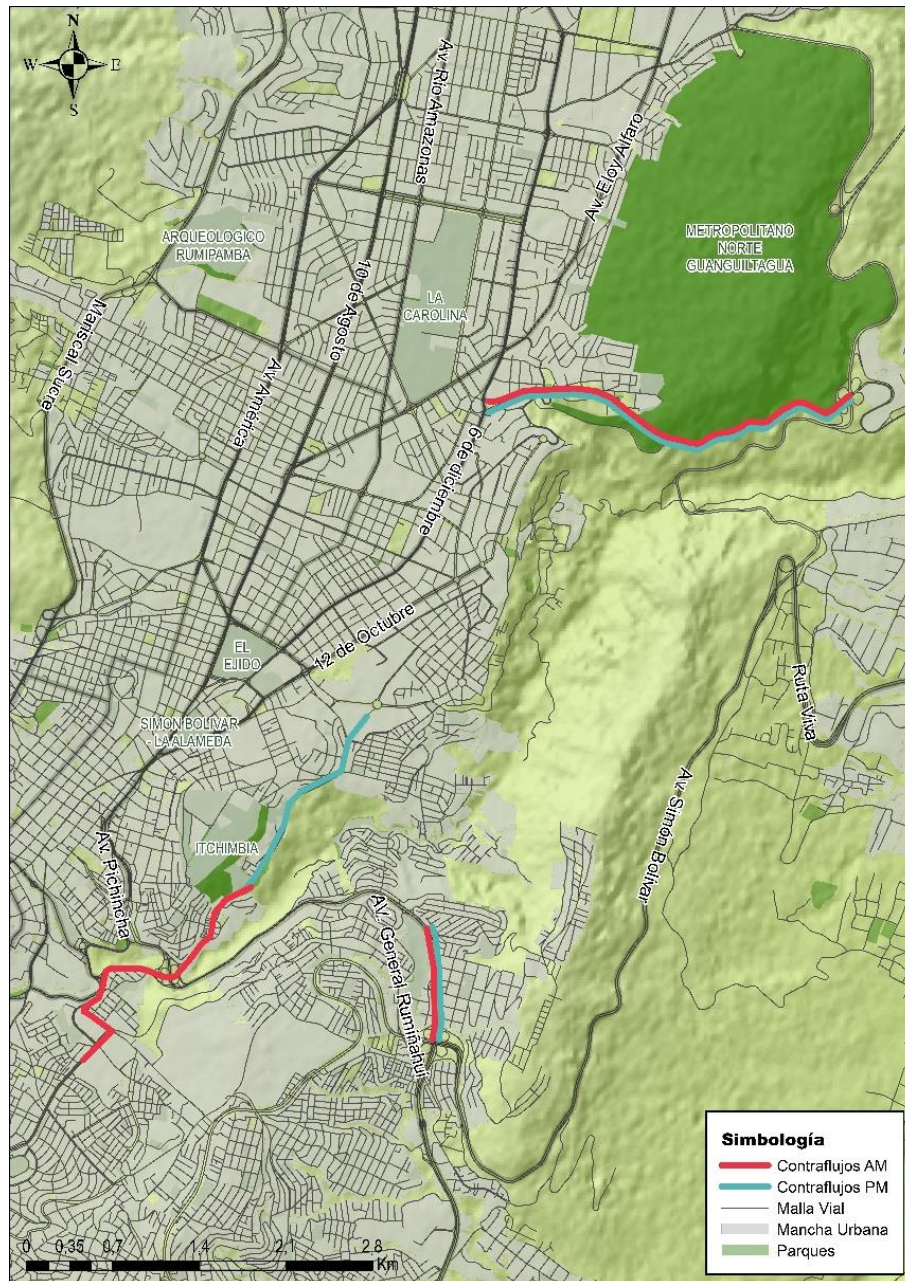 N
W E
S
Av. Río Amazonas
Av. Eloy Alfaro
ARQUEOLOGICO
RUMIPAMBA
METROPOLITANO
NORTE
GUANGUILTAGUA
10 de Agosto
LA
CAROLINA
Mariscal Sucre
Av. América
6 de diciembre
12 de Octubre
EL
EJIDO
SIMON BOLIVAR
- LA ALAMEDA
Ruta Viva
Av. Simón Bolívar
ITCHIMBIA
Av. Pichincha
AV. General Rumiñahui
Simbología
Contraflujos AM
Contraflujos PM
Malla Vial
Mancha Urbana
Parques
0 0.35 0.7 1.4 2.1 2.8
Km